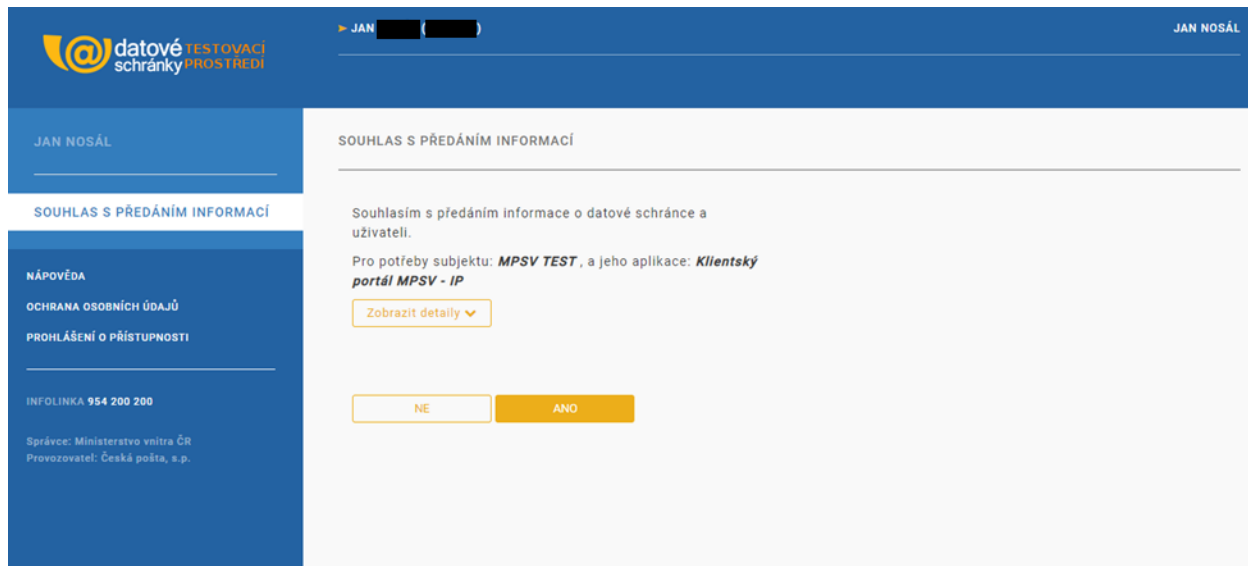 datové TESTOVACÍ
schránky PROSTŘEDÍ
► JAN ( )
JAN NOSÁL
JAN NOSÁL
SOUHLAS S PŘEDÁNÍM INFORMACÍ
NÁPOVĚDA
OCHRANA OSOBNÍCH ÚDAJŮ
PROHLÁŠENÍ O PŘÍSTUPNOSTI
INFOLINKA 954 200 200
Správce: Ministerstvo vnitra ČR
Provozovatel: Česká pošta, s.p.
SOUHLAS S PŘEDÁNÍM INFORMACÍ
Souhlasím s předáním informace o datové schránce a
uživateli.
Pro potřeby subjektu: MPSV TEST , a jeho aplikace: Klientský
portál MPSV - IP
Zobrazit detaily
NE
ANO